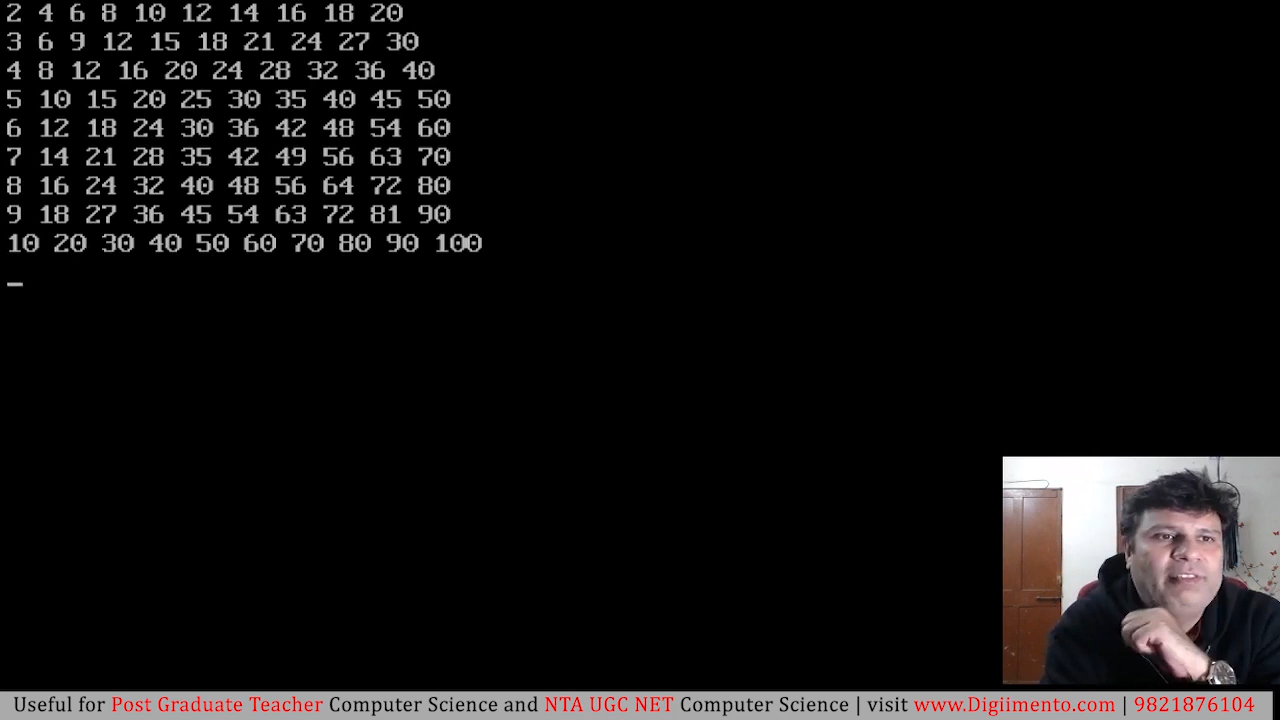 2 4 6 8 10 12 14 16 18 20
3 6 9 12 15 18 21 24 27 30
4 8 12 16 20 24 28 32 36 40
5 10 15 20 25 30 35 40 45 50
6 12 18 24 30 36 42 48 54 60
7 14 21 28 35 42 49 56 63 70
8 16 24 32 40 48 56 64 72 80
9 18 27 36 45 54 63 72 81 90
10 20 30 40 50 60 70 80 90 100
Useful for Post Graduate Teacher Computer Science and NTA UGC NET Computer Science | visit www.Digiimento.com | 9821876104